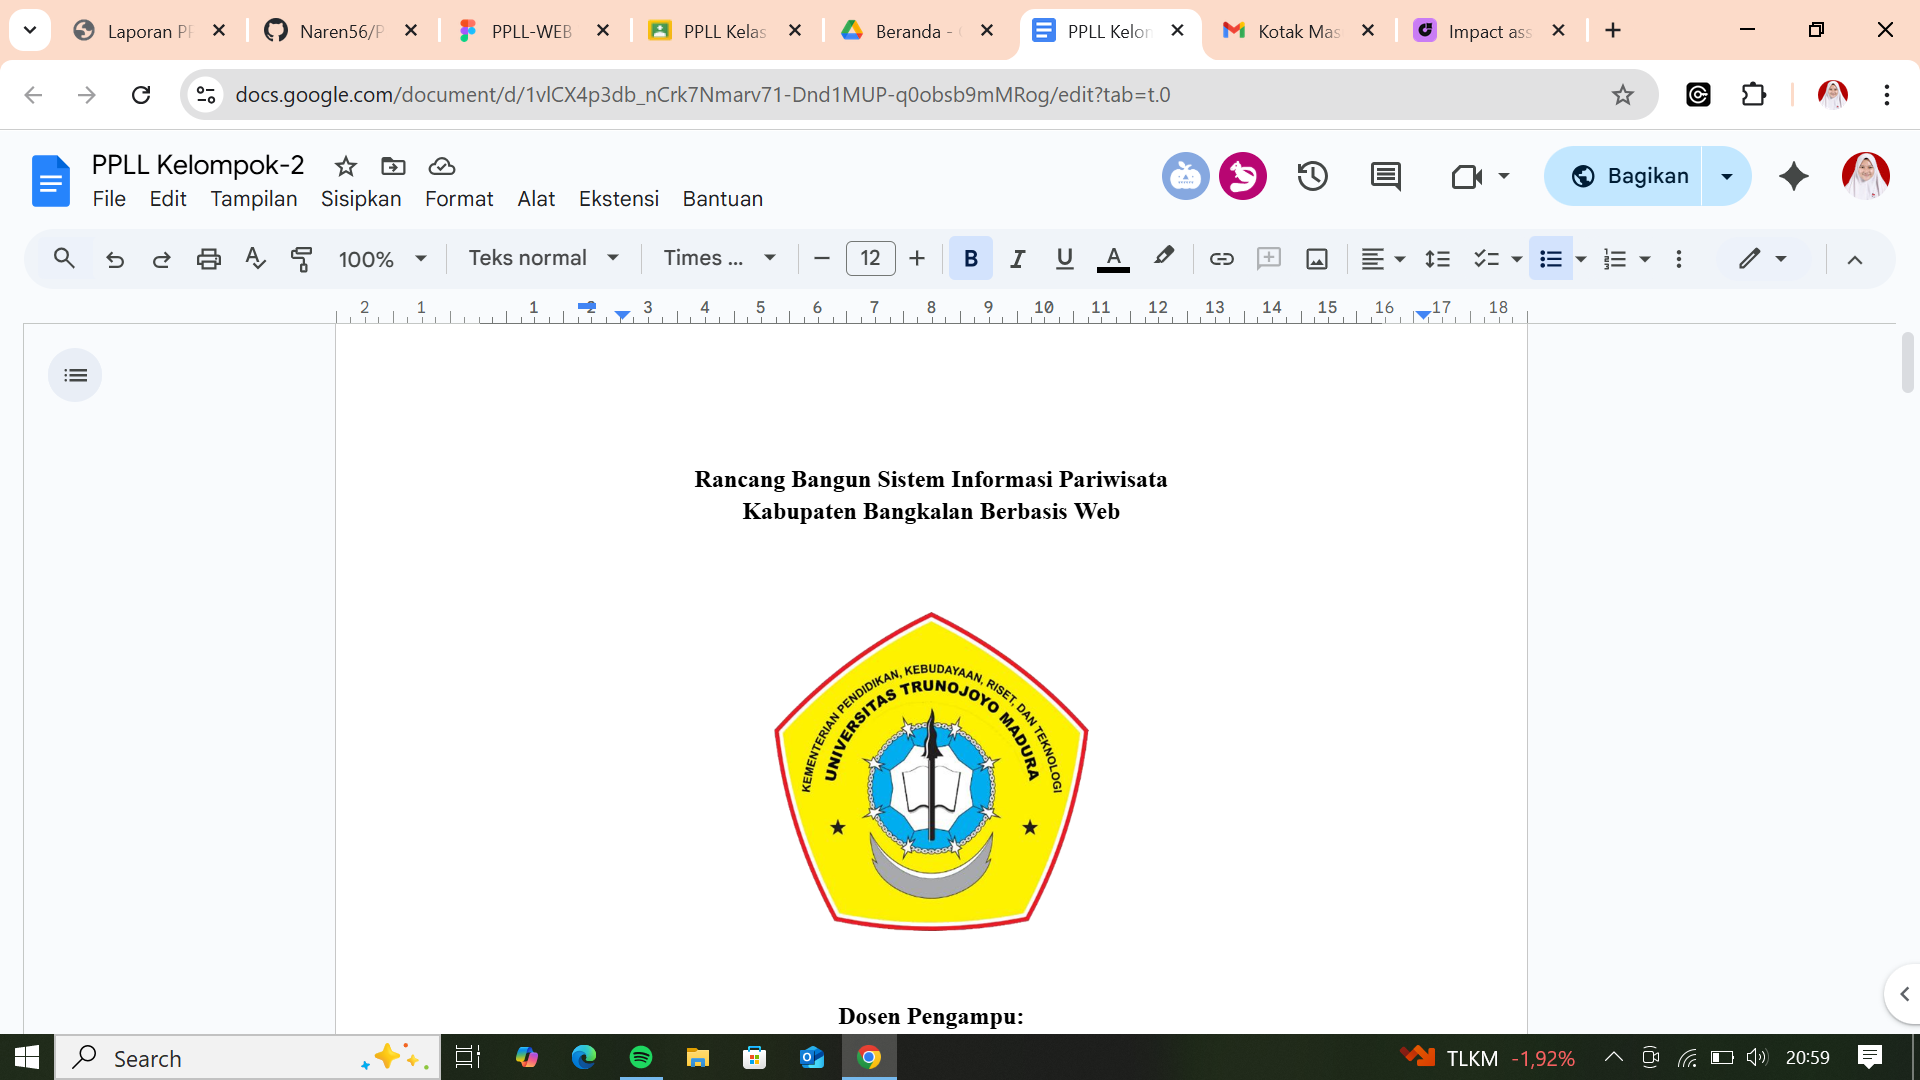 Laporan PP
Naren56/P
PPLL-WEB
PPLL Kelas
Beranda -
PPLL Kelon
Kotak Mas
Impact ass
docs.google.com/document/d/1vlCX4p3db_nCrk7Nmarv71-Dnd1MUP-q0obsb9mMRog/edit?tab=t.0
PPLL Kelompok-2
File Edit Tampilan Sisipkan Format Alat Ekstensi Bantuan
Bagikan
100% Teks normal Times ... 12 B I U A
2 1 1 2 3 4 5 6 7 8 9 10 11 12 13 14 15 16 17 18
Rancang Bangun Sistem Informasi Pariwisata
Kabupaten Bangkalan Berbasis Web
KEMENTERIAN PENDIDIKAN, KEBUDAYAAN, RISET, DAN TEKNOLOGI
UNIVERSITAS TRUNOJOYO MADURA
Dosen Pengampu:
Search
TLKM -1,92%
20:59